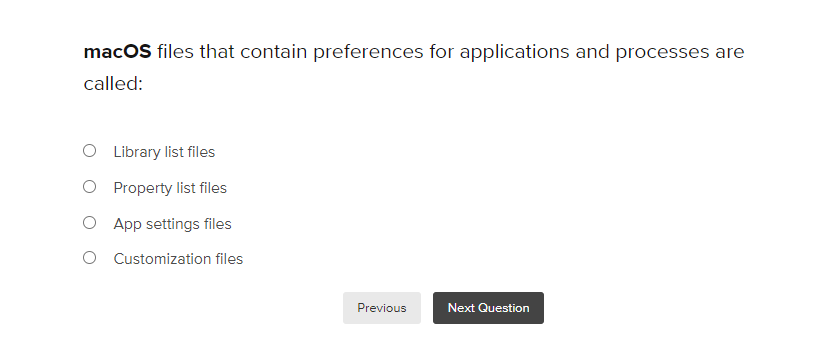 macOS files that contain preferences for applications and processes are
called:
Library list files
Property list files
App settings files
Customization files
Previous
Next Question